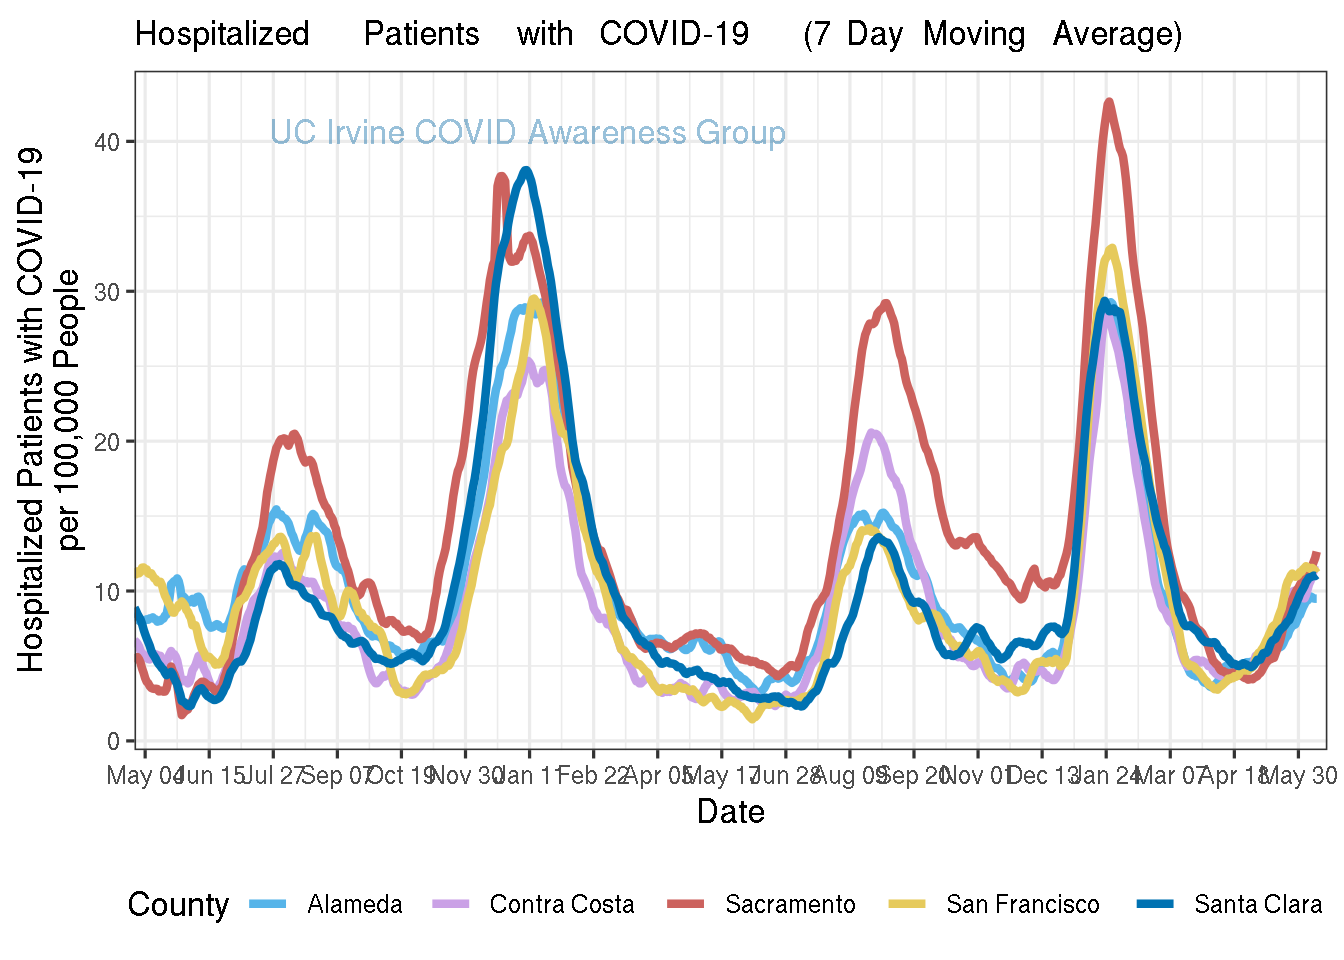 Hospitalized Patients with COVID-19 (7 Day Moving Average)
UC Irvine COVID Awareness Group
Hospitalized Patients with COVID-19
per 100,000 People
40
30
20
10
0
May 04 Jun 15 Jul 27 Sep 07 Oct 19 Nov 30 Jan 11 Feb 22 Apr 05 May 17 Jun 28 Aug 09 Sep 20 Nov 01 Dec 13 Jan 24 Mar 07 Apr 18 May 30
Date
County Alameda Contra Costa Sacramento San Francisco Santa Clara